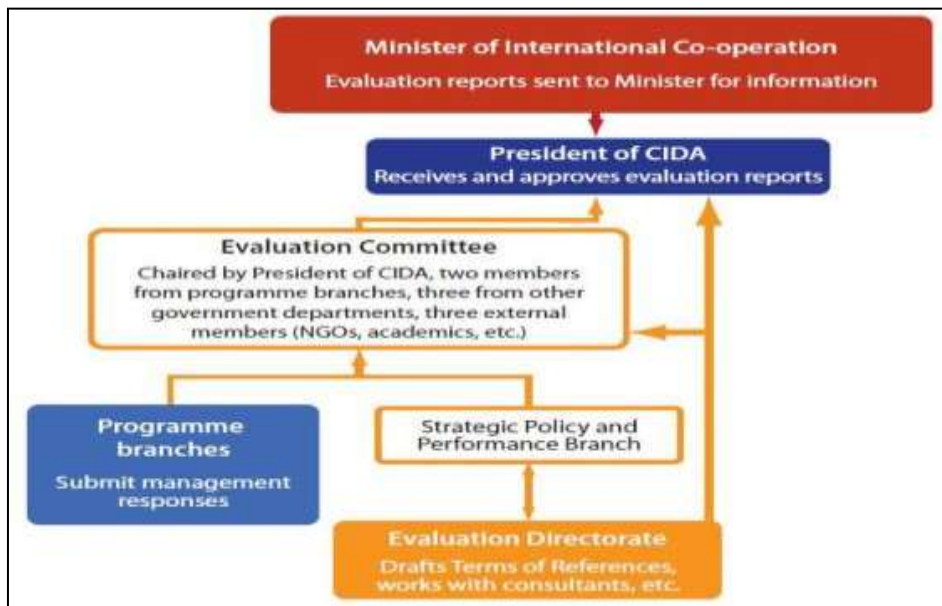 Minister of International Co-operation
Evaluation reports sent to Minister for information
President of CIDA
Receives and approves evaluation reports
Evaluation Committee
Chaired by President of CIDA, two members
from programme branches, three from other
government departments, three external
members (NGOs, academics, etc.)
Programme
branches
Submit management
responses
Strategic Policy and
Performance Branch
Evaluation Directorate
Drafts Terms of References,
works with consultants, etc.